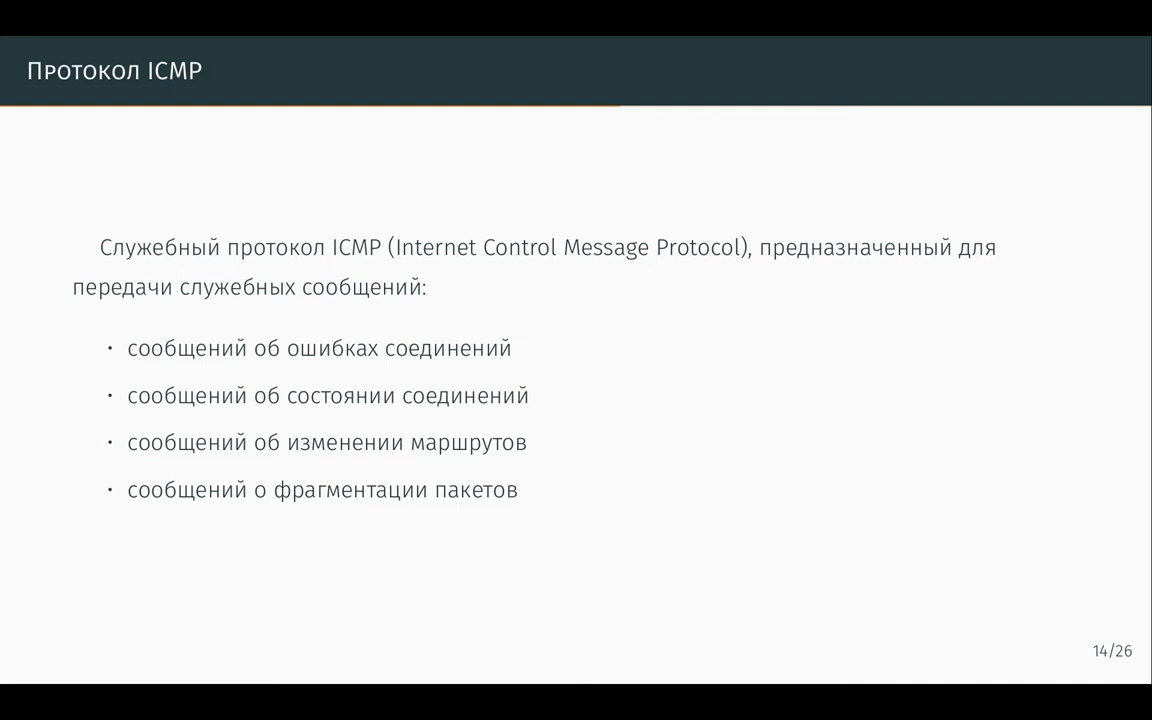 Протокол ICMP
Служебный протокол ICMP (Internet Control Message Protocol), предназначенный для
передачи служебных сообщений:
• сообщений об ошибках соединений
• сообщений об состоянии соединений
• сообщений об изменении маршрутов
• сообщений о фрагментации пакетов
14/26